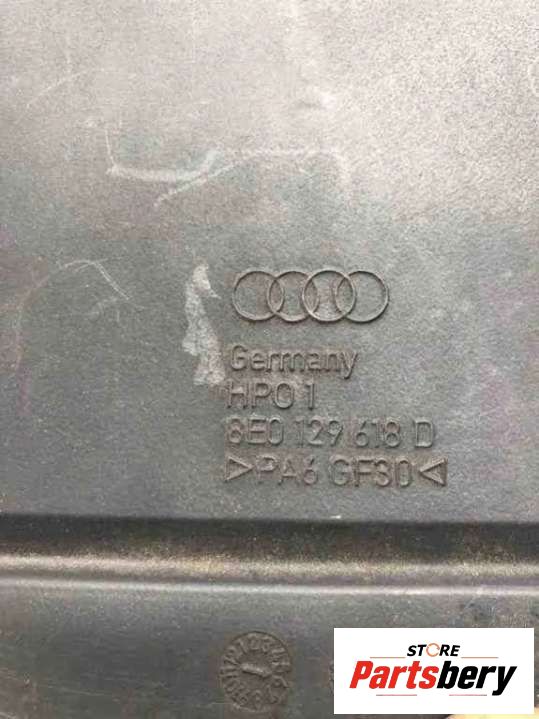 Germany
HPO 1
8E0 129 618 D
>PA6 GF30<
STORE
Partsbery